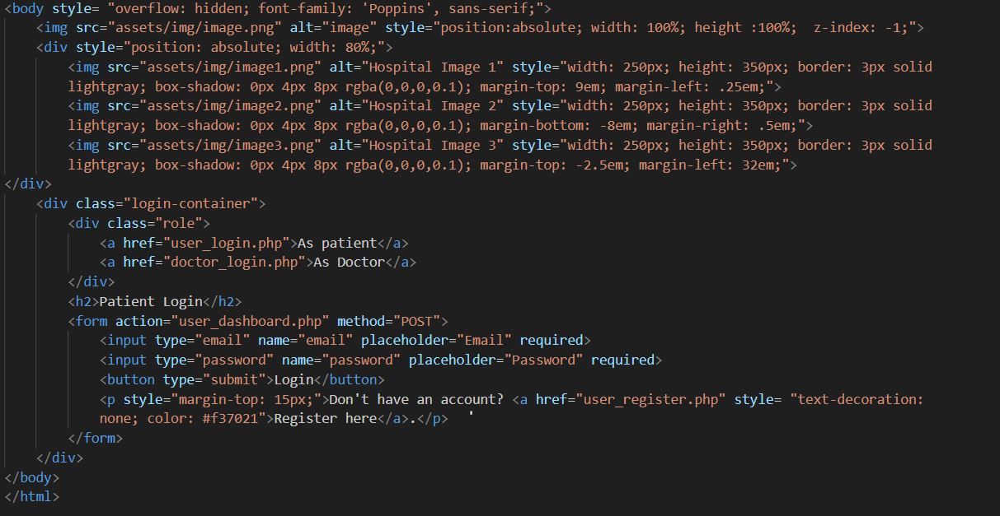 <body style= "overflow: hidden; font-family: 'Poppins', sans-serif;">
<img src="assets/img/image.png" alt="image" style="position:absolute; width: 100%; height :100%;  z-index: -1;">
<div style="position: absolute; width: 80%;">
<img src="assets/img/image1.png" alt="Hospital Image 1" style="width: 250px; height: 350px; border: 3px solid
lightgray; box-shadow: 0px 4px 8px rgba(0,0,0,0.1); margin-top: 9em; margin-left: .25em;">
<img src="assets/img/image2.png" alt="Hospital Image 2" style="width: 250px; height: 350px; border: 3px solid
lightgray; box-shadow: 0px 4px 8px rgba(0,0,0,0.1); margin-bottom: -8em; margin-right: .5em;">
<img src="assets/img/image3.png" alt="Hospital Image 3" style="width: 250px; height: 350px; border: 3px solid
lightgray; box-shadow: 0px 4px 8px rgba(0,0,0,0.1); margin-top: -2.5em; margin-left: 32em;">
</div>
<div class="login-container">
<div class="role">
<a href="user_login.php">As patient</a>
<a href="doctor_login.php">As Doctor</a>
</div>
<h2>Patient Login</h2>
<form action="user_dashboard.php" method="POST">
<input type="email" name="email" placeholder="Email" required>
<input type="password" name="password" placeholder="Password" required>
<button type="submit">Login</button>
<p style="margin-top: 15px;">Don't have an account? <a href="user_register.php" style= "text-decoration:
none; color: #f37021">Register here</a>.</p>
</form>
</div>
</body>
</html>